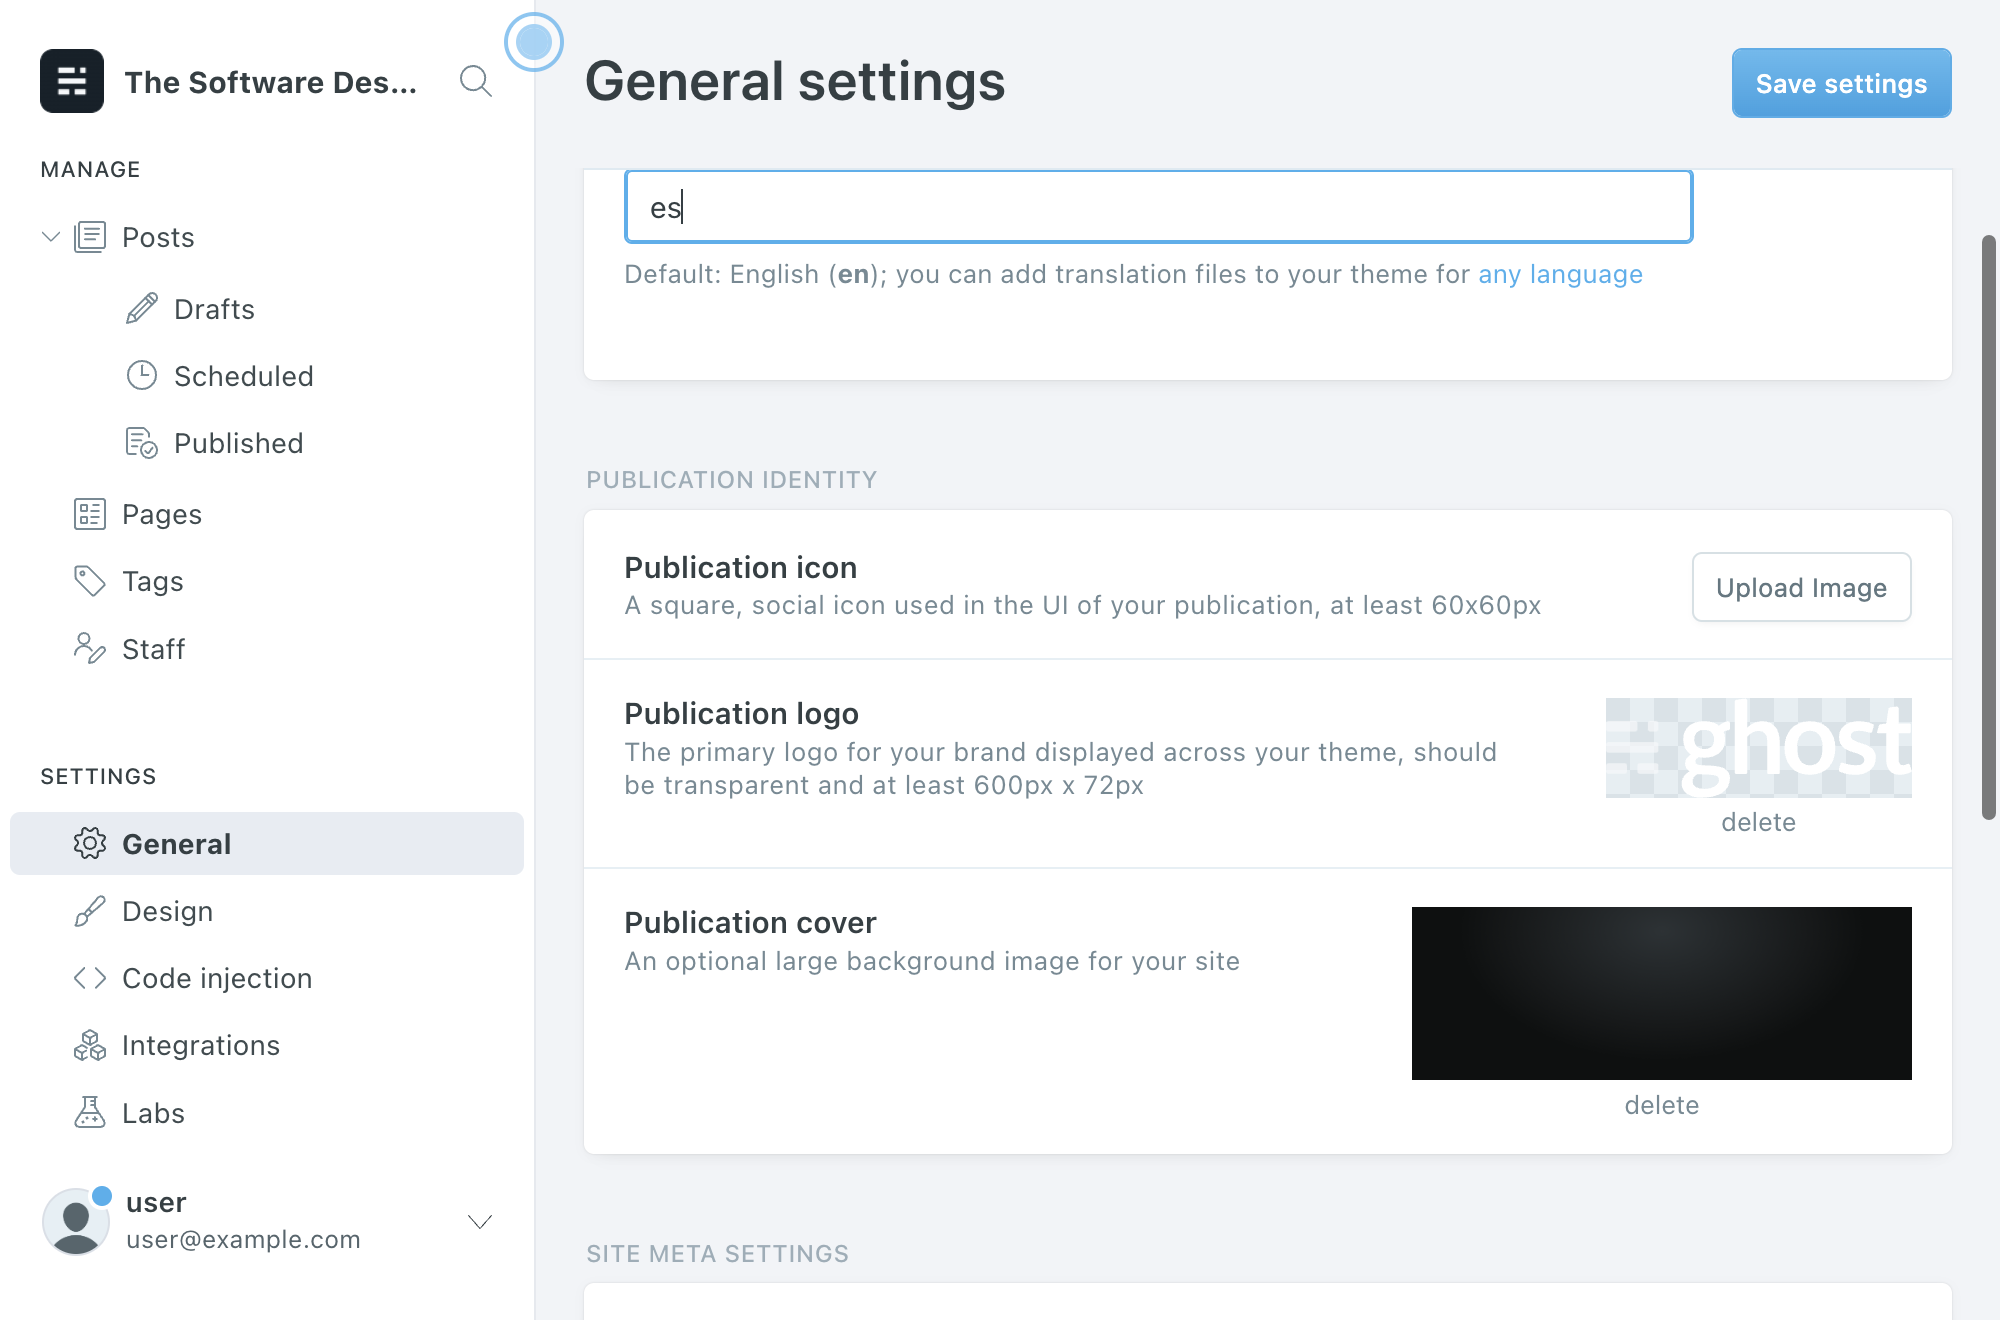 The Software Des...
MANAGE
Posts
Drafts
Scheduled
Published
Pages
Tags
Staff
SETTINGS
General
Design
Code injection
Integrations
Labs
user
user@example.com
General settings
Save settings
es
Default: English (en); you can add translation files to your theme for any language
PUBLICATION IDENTITY
Publication icon
A square, social icon used in the UI of your publication, at least 60x60px
Upload Image
Publication logo
The primary logo for your brand displayed across your theme, should
be transparent and at least 600px x 72px
ghost
delete
Publication cover
An optional large background image for your site
delete
SITE META SETTINGS